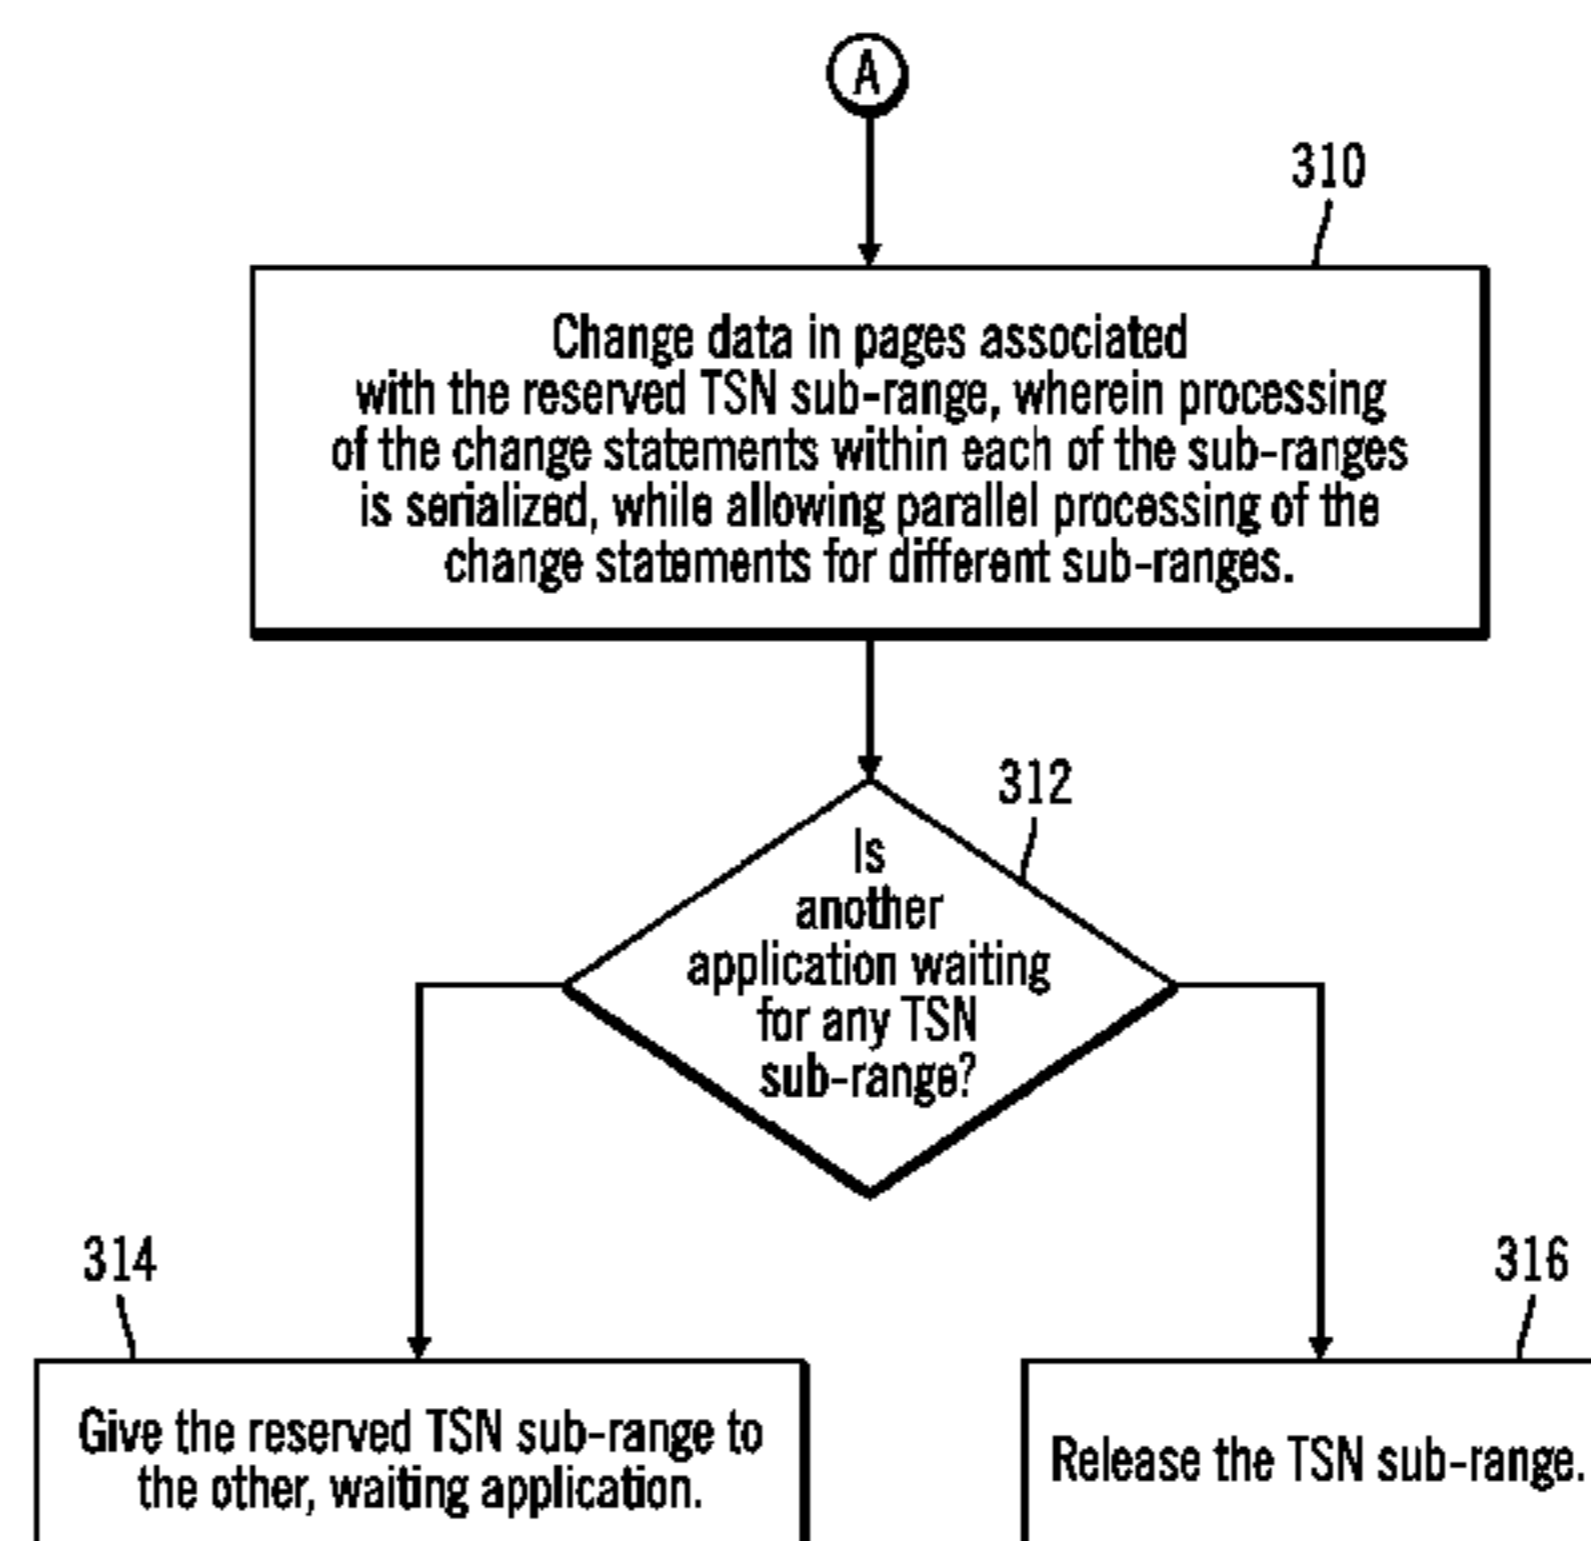 A
310
Change data in pages associated
with the reserved TSN sub-range, wherein processing
of the change statements within each of the sub-ranges
is serialized, while allowing parallel processing of the
change statements for different sub-ranges.
312
Is
another
application waiting
for any TSN
sub-range?
314
316
Give the reserved TSN sub-range to
the other, waiting application.
Release the TSN sub-range.